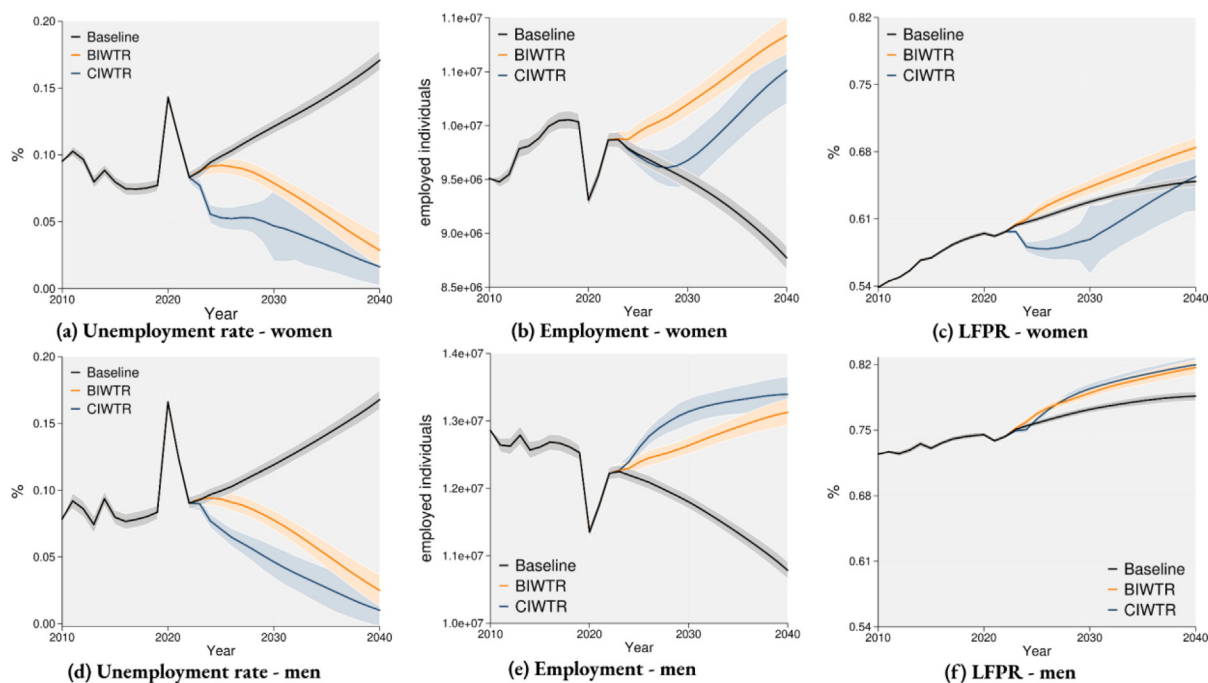 0.20
0.15
0.10
0.05
0.00
%
Baseline
BIWTR
CIWTR
2010 2020 2030 2040
Year
(a) Unemployment rate - women
1.1e+07
1.1e+07
1.0e+07
9.5e+06
9.0e+06
8.5e+06
employed individuals
Baseline
BIWTR
CIWTR
2010 2020 2030 2040
Year
(b) Employment - women
0.82
0.75
0.68
0.61
0.54
%
Baseline
BIWTR
CIWTR
2010 2020 2030 2040
Year
(c) LFPR - women
0.20
0.15
0.10
0.05
0.00
%
Baseline
BIWTR
CIWTR
2010 2020 2030 2040
Year
(d) Unemployment rate - men
1.4e+07
1.3e+07
1.2e+07
1.1e+07
1.0e+07
employed individuals
Baseline
BIWTR
CIWTR
2010 2020 2030 2040
Year
(e) Employment - men
0.82
0.75
0.68
0.61
0.54
%
Baseline
BIWTR
CIWTR
2010 2020 2030 2040
Year
(f) LFPR - men